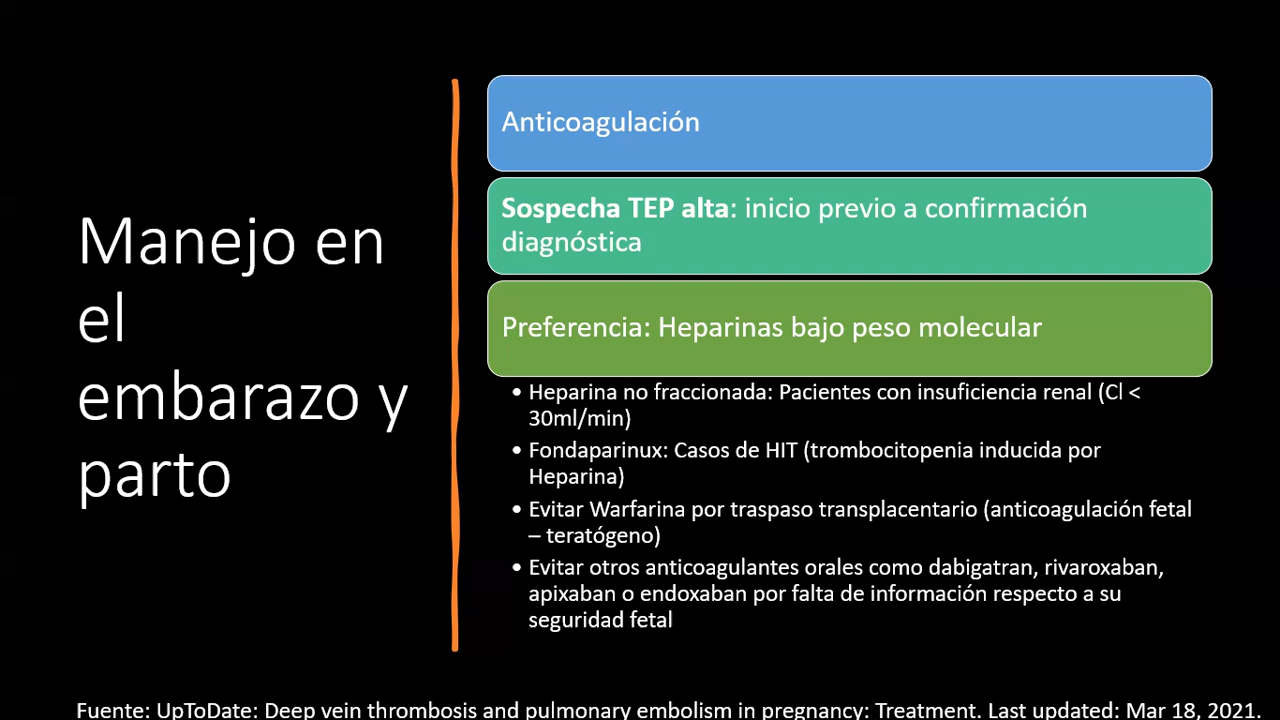 Manejo en
el
embarazo y
parto
Anticoagulación
Sospecha TEP alta: inicio previo a confirmación
diagnóstica
Preferencia: Heparinas bajo peso molecular
• Heparina no fraccionada: Pacientes con insuficiencia renal (Cl <
30ml/min)
• Fondaparinux: Casos de HIT (trombocitopenia inducida por
Heparina)
• Evitar Warfarina por traspaso transplacentario (anticoagulación fetal
– teratógeno)
• Evitar otros anticoagulantes orales como dabigatran, rivaroxaban,
apixaban o endoxaban por falta de información respecto a su
seguridad fetal
Fuente: UpToDate: Deep vein thrombosis and pulmonary embolism in pregnancy: Treatment. Last updated: Mar 18, 2021.